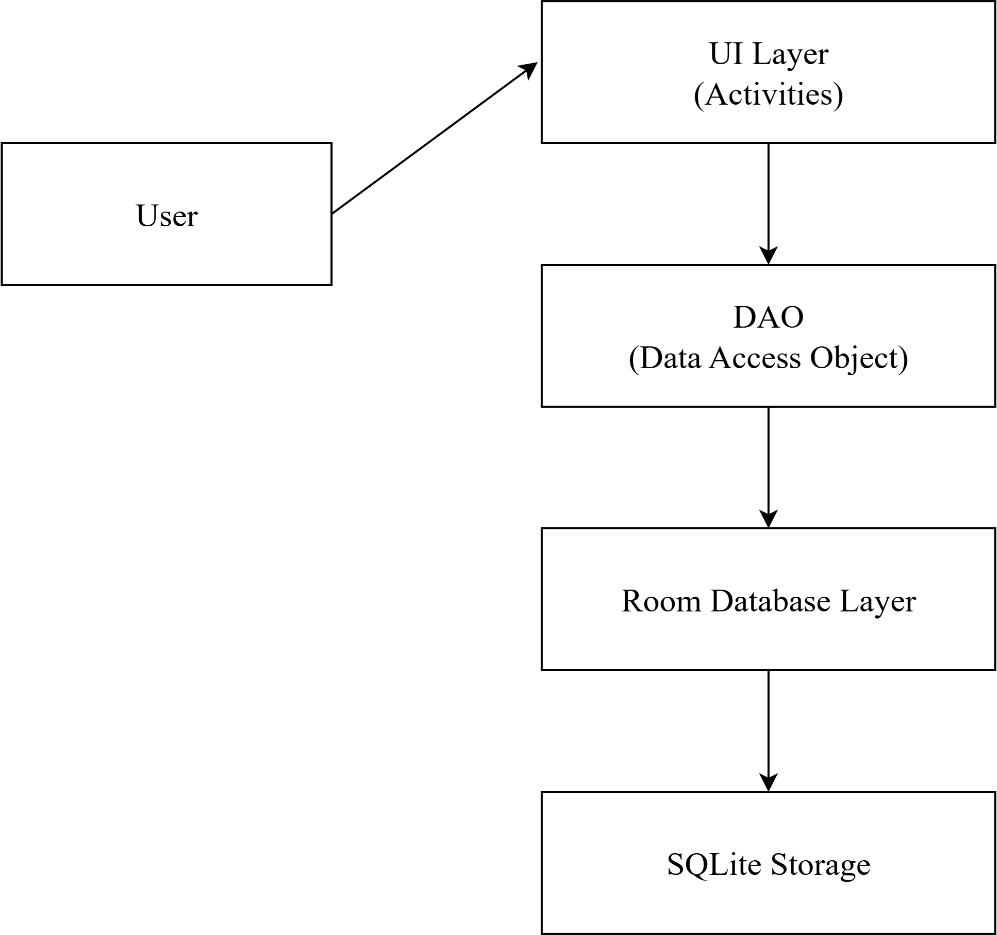 UI Layer
(Activities)
User
DAO
(Data Access Object)
Room Database Layer
SQLite Storage